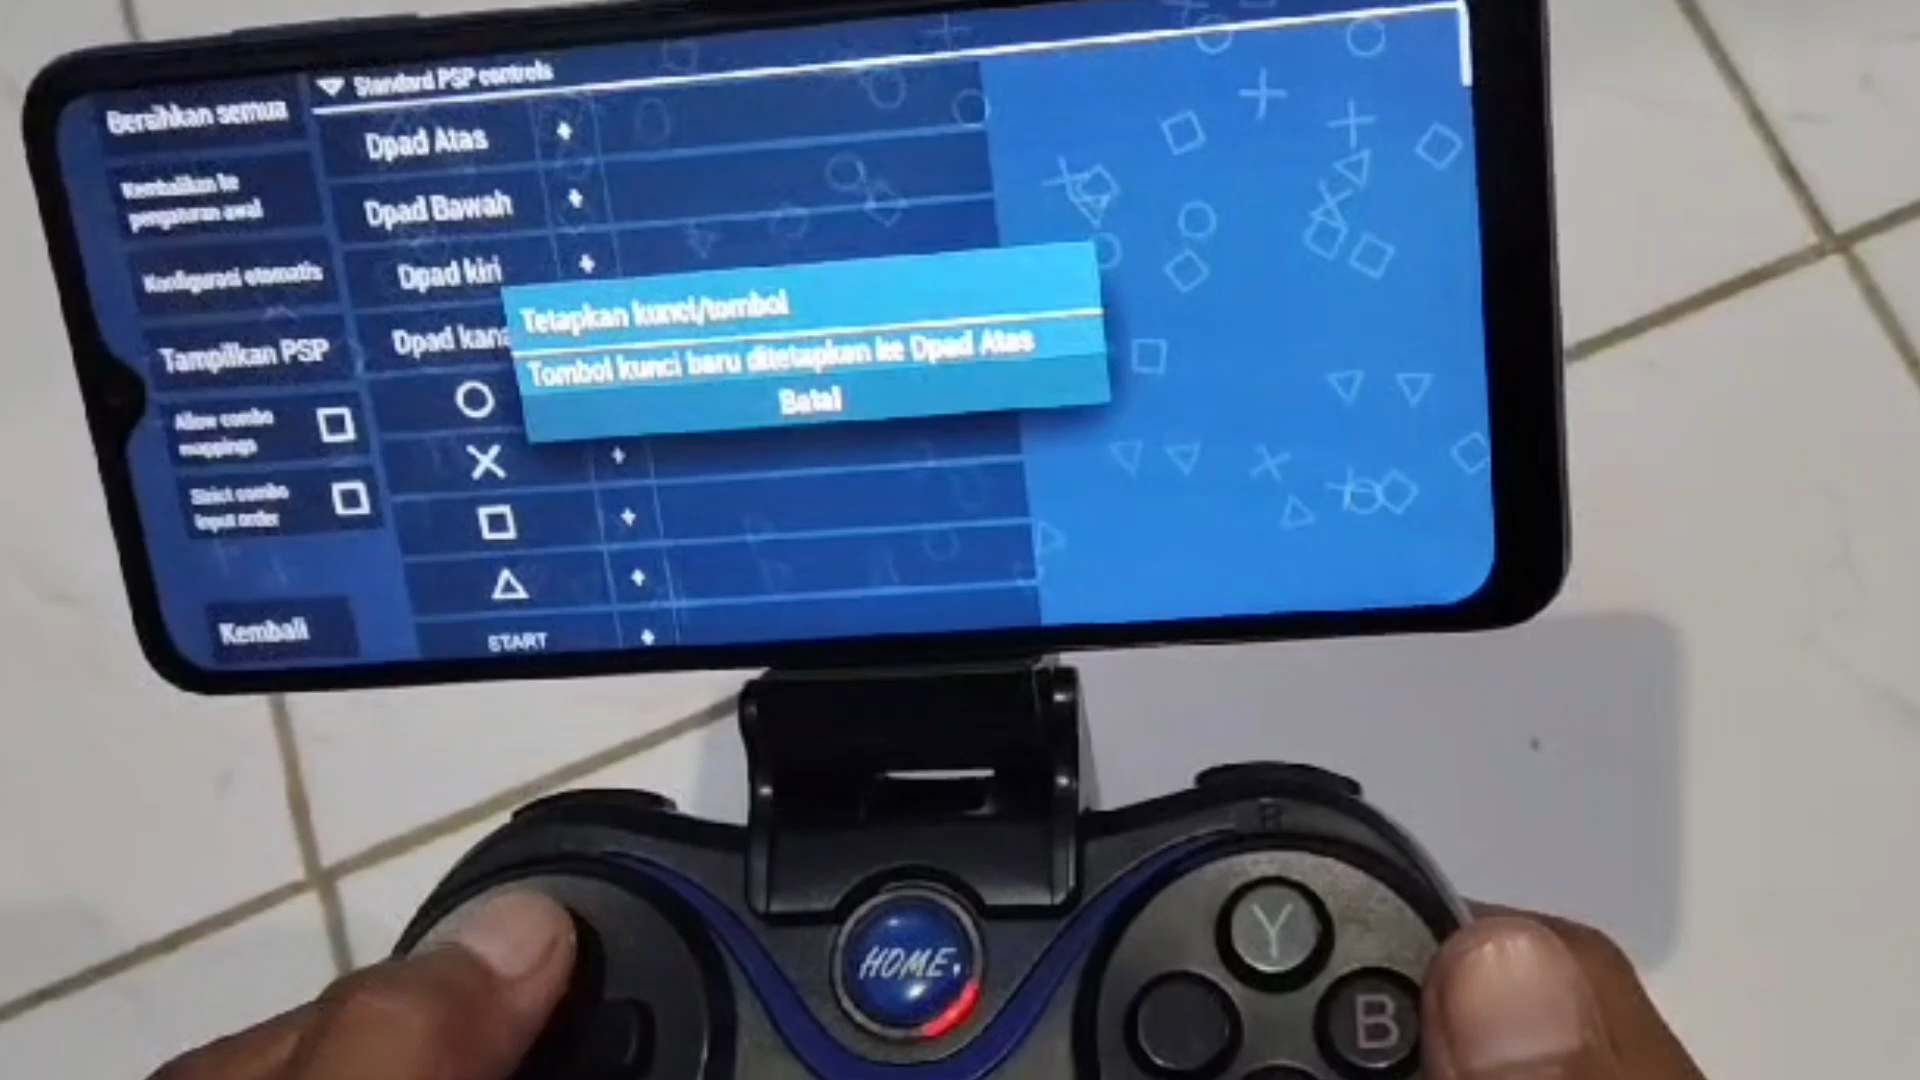 Standard PSP controls
Bersihkan semua
Kembalikan ke
pengaturan awal
Konfigurasi otomatis
Tampilkan PSP
Allow combo
mappings
Strict combo
input order
Kembali
Dpad Atas
Dpad Bawah
Dpad kiri
Dpad kana
START
Tetapkan kunci/tombol
Tombol kunci baru ditetapkan ke Dpad Atas
Batal
R
HOME
Y
B